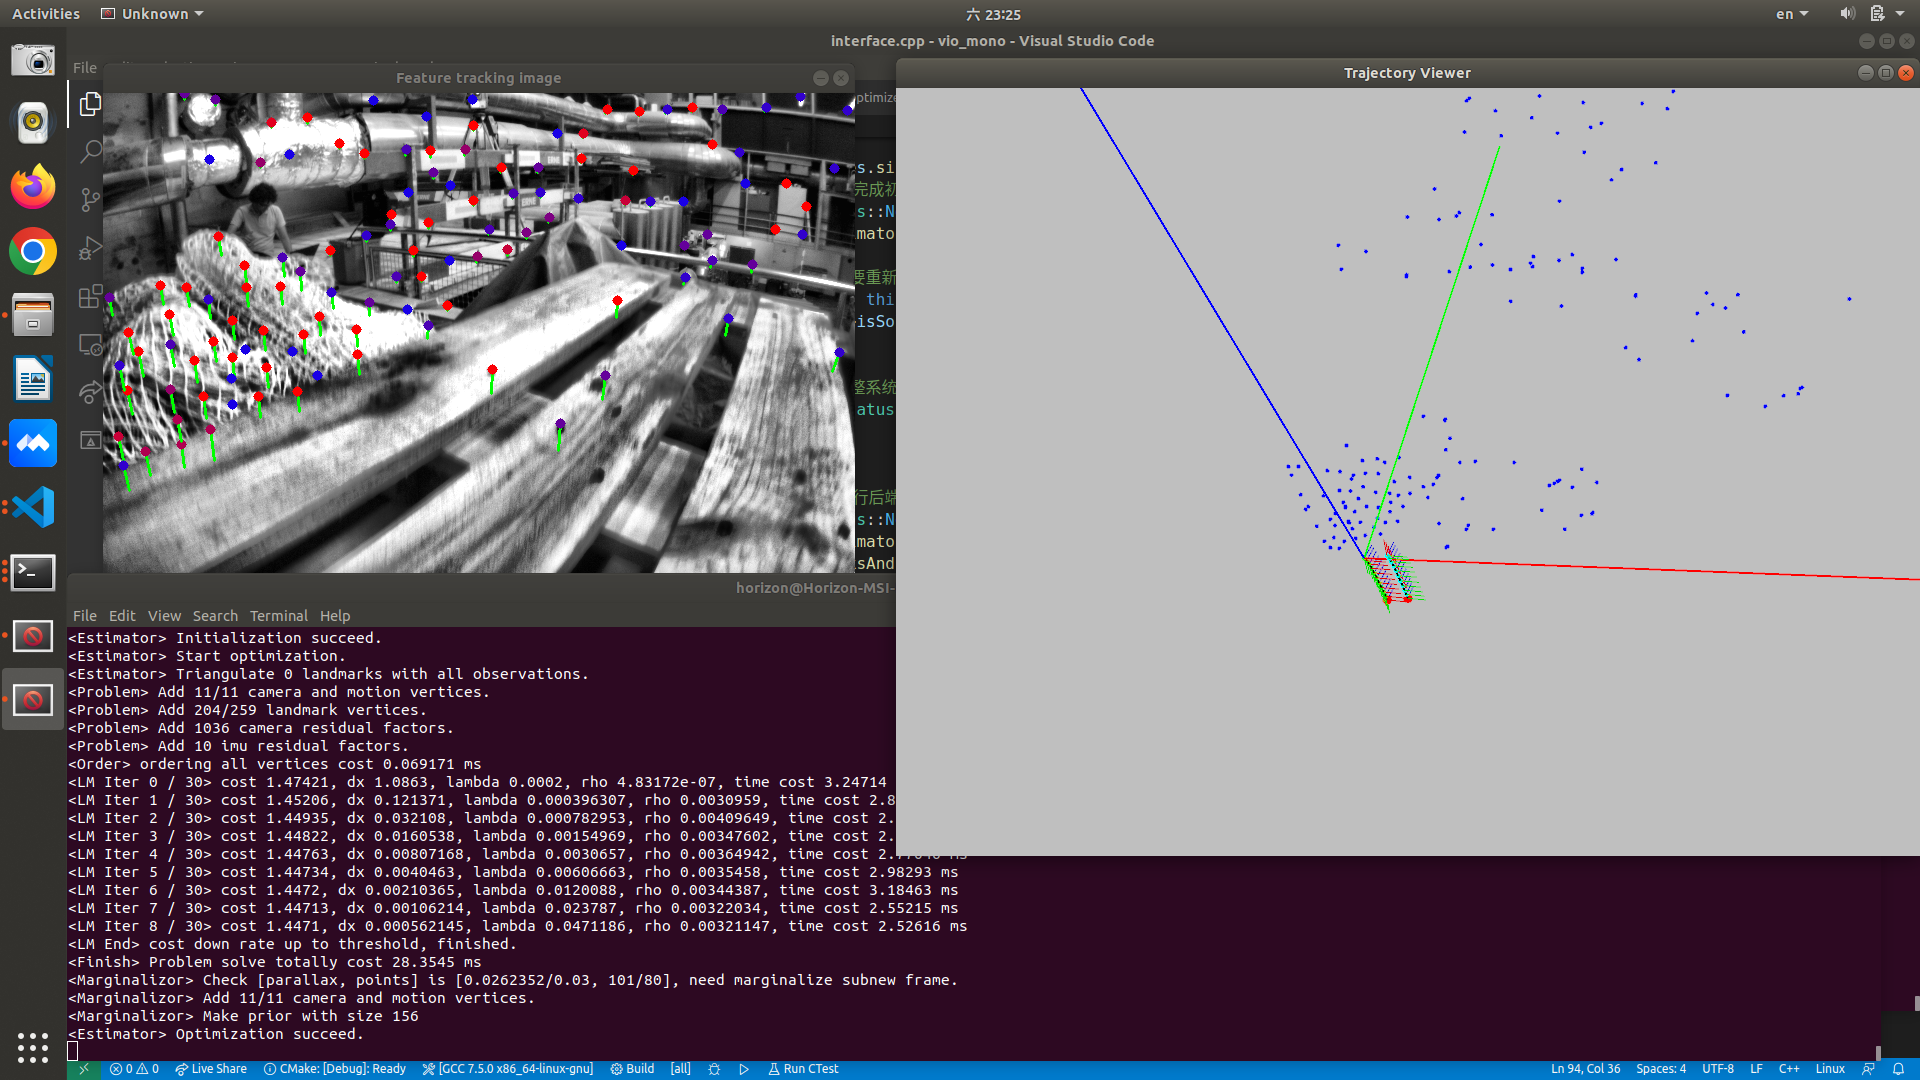 Activities
Unknown
六 23:25
en
interface.cpp - vio_mono - Visual Studio Code
File
Feature tracking image
Trajectory Viewer
s.si
完成初
s::N
mato
要重新
thi
isSo
整系统
atus
行后端
s::N
mato
sAnd
horizon@Horizon-MSI-
File Edit View Search Terminal Help
<Estimator> Initialization succeed.
<Estimator> Start optimization.
<Estimator> Triangulate 0 landmarks with all observations.
<Problem> Add 11/11 camera and motion vertices.
<Problem> Add 204/259 landmark vertices.
<Problem> Add 1036 camera residual factors.
<Problem> Add 10 imu residual factors.
<Order> ordering all vertices cost 0.069171 ms
<LM Iter 0 / 30> cost 1.47421, dx 1.0863, lambda 0.0002, rho 4.83172e-07, time cost 3.24714
<LM Iter 1 / 30> cost 1.45206, dx 0.121371, lambda 0.000396307, rho 0.0030959, time cost 2.8
<LM Iter 2 / 30> cost 1.44935, dx 0.032108, lambda 0.000782953, rho 0.00409649, time cost 2.
<LM Iter 3 / 30> cost 1.44822, dx 0.0160538, lambda 0.00154969, rho 0.00347602, time cost 2.
<LM Iter 4 / 30> cost 1.44763, dx 0.00807168, lambda 0.0030657, rho 0.00364942, time cost
<LM Iter 5 / 30> cost 1.44734, dx 0.0040463, lambda 0.00606663, rho 0.0035458, time cost 2.98293 ms
<LM Iter 6 / 30> cost 1.4472, dx 0.00210365, lambda 0.0120088, rho 0.00344387, time cost 3.18463 ms
<LM Iter 7 / 30> cost 1.44713, dx 0.00106214, lambda 0.023787, rho 0.00322034, time cost 2.55215 ms
<LM Iter 8 / 30> cost 1.4471, dx 0.000562145, lambda 0.0471186, rho 0.00321147, time cost 2.52616 ms
<LM End> cost down rate up to threshold, finished.
<Finish> Problem solve totally cost 28.3545 ms
<Marginalizor> Check [parallax, points] is [0.0262352/0.03, 101/80], need marginalize subnew frame.
<Marginalizor> Add 11/11 camera and motion vertices.
<Marginalizor> Make prior with size 156
<Estimator> Optimization succeed.
0 0 Live Share CMake: [Debug]: Ready [GCC 7.5.0 x86_64-linux-gnu] Build [all] Run CTest Ln 94, Col 36 Spaces: 4 UTF-8 LF C++ Linux